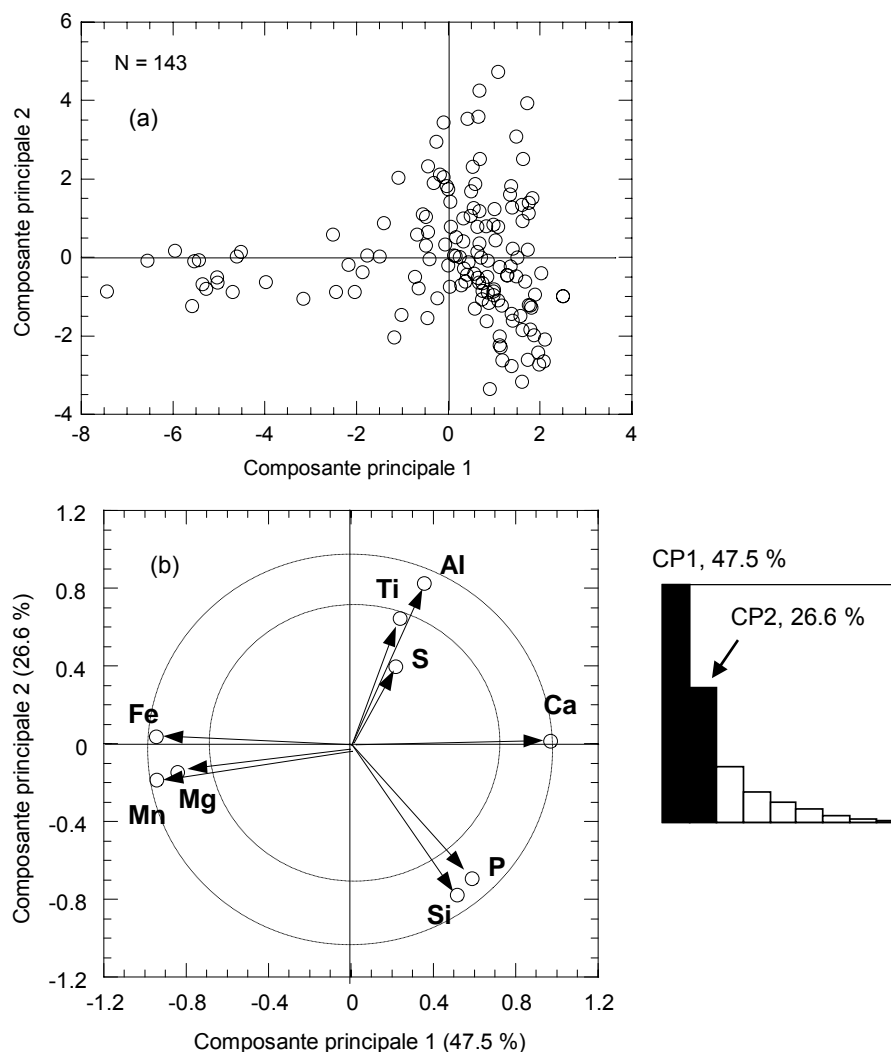 6
4
2
0
-2
-4
Composante principale 2
N = 143
(a)
-8 -6 -4 -2 0 2 4
Composante principale 1
1.2
0.8
0.4
0
-0.4
-0.8
-1.2
Composante principale 2 (26.6 %)
(b)
Al
Ti
S
Ca
Fe
Mn
Mg
P
Si
-1.2 -0.8 -0.4 0 0.4 0.8 1.2
Composante principale 1 (47.5 %)
CP1, 47.5 %
CP2, 26.6 %